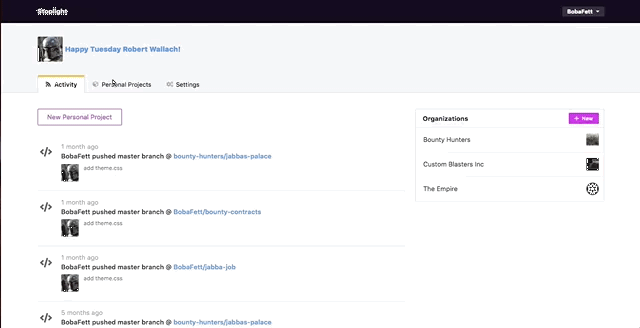 Stoplight
BobaFett
Happy Tuesday Robert Wallach!
Activity
Personal Projects
Settings
New Personal Project
1 month ago
BobaFett pushed master branch @ bounty-hunters/jabbas-palace
add theme.css
1 month ago
BobaFett pushed master branch @ BobaFett/bounty-contracts
add theme.css
1 month ago
BobaFett pushed master branch @ BobaFett/jabba-job
add theme.css
5 months ago
BobaFett pushed master branch @ bounty-hunters/jabbas-palace
Organizations
+ New
Bounty Hunters
Custom Blasters Inc
The Empire